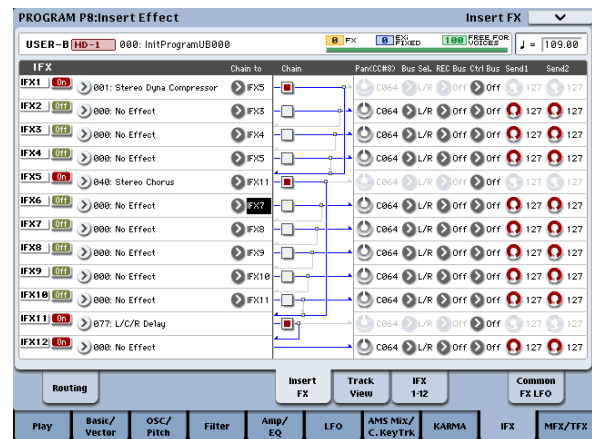 PROGRAM P8:Insert Effect Insert FX
USER-B HD-1 000: InitProgramUB000 0 FX 0 EXi FIXED 100 FREE FOR VOICES ♩ = 109.00
IFX Chain to Chain Pan(CC#8) Bus Sel. REC Bus Ctrl Bus Send1 Send2
IFX1 On 001: Stereo Dyna Compressor IFX5 C064 L/R Off Off 127 127
IFX2 Off 000: No Effect IFX3 C064 L/R Off Off 127 127
IFX3 Off 000: No Effect IFX4 C064 L/R Off Off 127 127
IFX4 Off 000: No Effect IFX5 C064 L/R Off Off 127 127
IFX5 On 040: Stereo Chorus IFX11 C064 L/R Off Off 127 127
IFX6 Off 000: No Effect IFX7 C064 L/R Off Off 127 127
IFX7 Off 000: No Effect IFX8 C064 L/R Off Off 127 127
IFX8 Off 000: No Effect IFX9 C064 L/R Off Off 127 127
IFX9 Off 000: No Effect IFX10 C064 L/R Off Off 127 127
IFX10 Off 000: No Effect IFX11 C064 L/R Off Off 127 127
IFX11 On 077: L/C/R Delay C064 L/R Off Off 127 127
IFX12 On 000: No Effect C064 L/R Off Off 127 127
Routing Insert FX Track View IFX 1-12 Common FX LFO
Play Basic/ Vector OSC/ Pitch Filter Amp/ EQ LFO AMS Mix/ C.KeyTrk KARMA IFX MFX/TFX